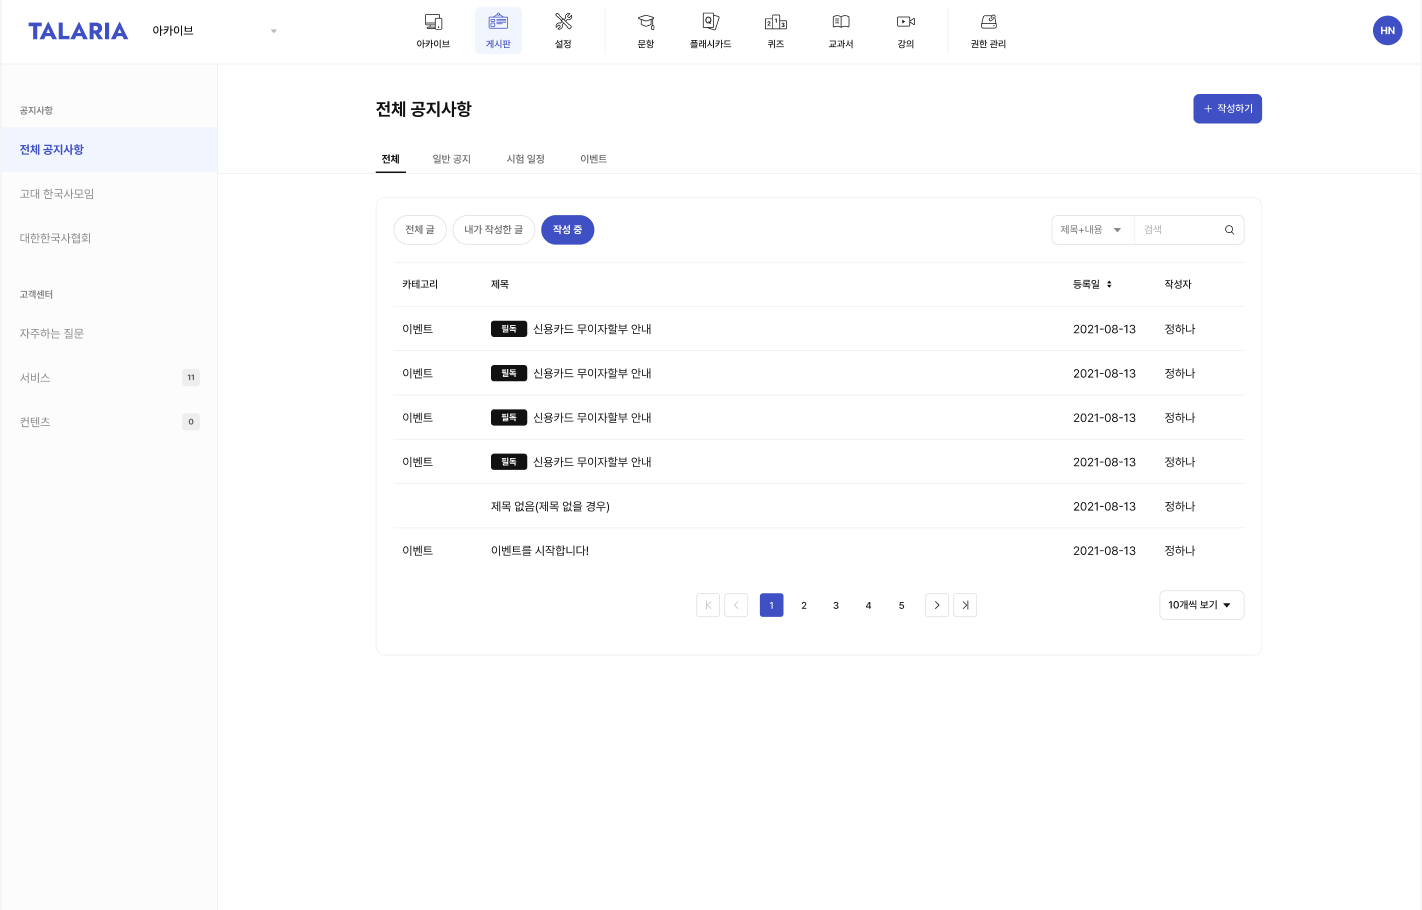 TALARIA 아카이브
아카이브 게시판 설정 문항 플래시카드 퀴즈 교과서 강의 권한 관리
HN
공지사항
전체 공지사항
고대 한국사모임
대한한국사협회
고객센터
자주하는 질문
서비스 11
컨텐츠 0
전체 공지사항
+ 작성하기
전체 일반 공지 시험 일정 이벤트
전체 글 내가 작성한 글 작성 중 제목+내용 검색
카테고리 제목 등록일 작성자
이벤트 필독 신용카드 무이자할부 안내 2021-08-13 정하나
이벤트 필독 신용카드 무이자할부 안내 2021-08-13 정하나
이벤트 필독 신용카드 무이자할부 안내 2021-08-13 정하나
이벤트 필독 신용카드 무이자할부 안내 2021-08-13 정하나
제목 없음(제목 없을 경우) 2021-08-13 정하나
이벤트 이벤트를 시작합니다! 2021-08-13 정하나
1 2 3 4 5 10개씩 보기